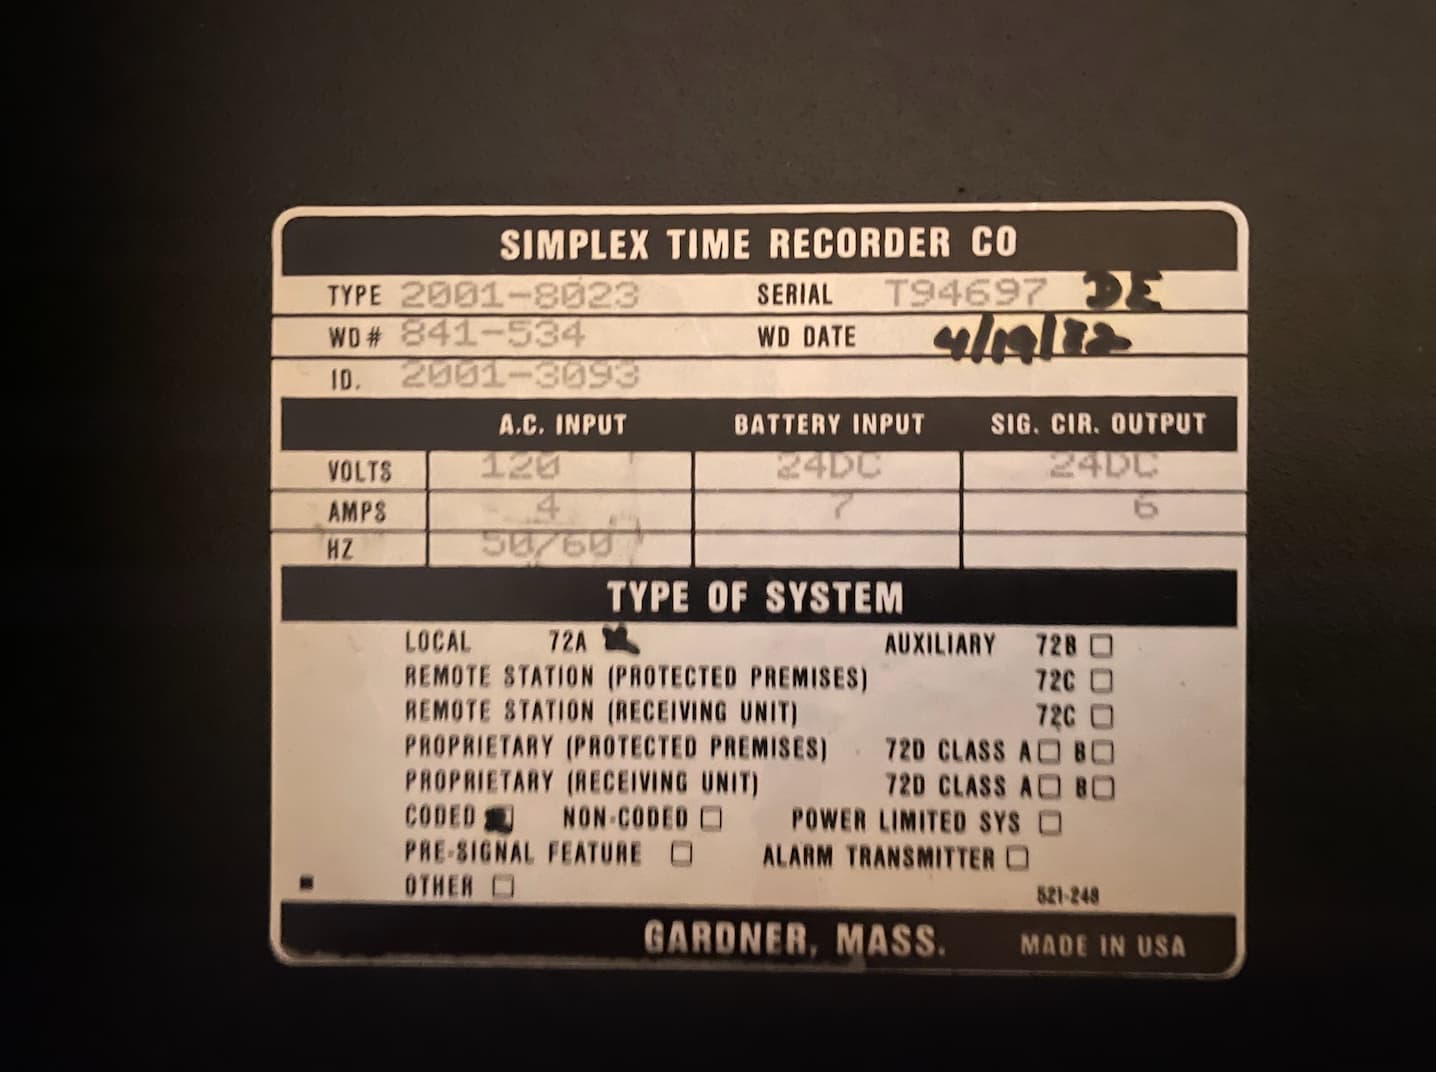 SIMPLEX TIME RECORDER CO
TYPE 2001-8023 SERIAL T94697 DE
WD# 841-534 WD DATE 4/19/82
ID. 2001-3093
A.C. INPUT BATTERY INPUT SIG. CIR. OUTPUT
VOLTS 120 24DC 24DC
AMPS 4 7 6
HZ 50/60
TYPE OF SYSTEM
LOCAL 72A AUXILIARY 72B
REMOTE STATION (PROTECTED PREMISES) 72C
REMOTE STATION (RECEIVING UNIT) 72C
PROPRIETARY (PROTECTED PREMISES) 72D CLASS A B
PROPRIETARY (RECEIVING UNIT) 72D CLASS A B
CODED NON-CODED POWER LIMITED SYS
PRE-SIGNAL FEATURE ALARM TRANSMITTER
OTHER
521-248
GARDNER, MASS. MADE IN USA